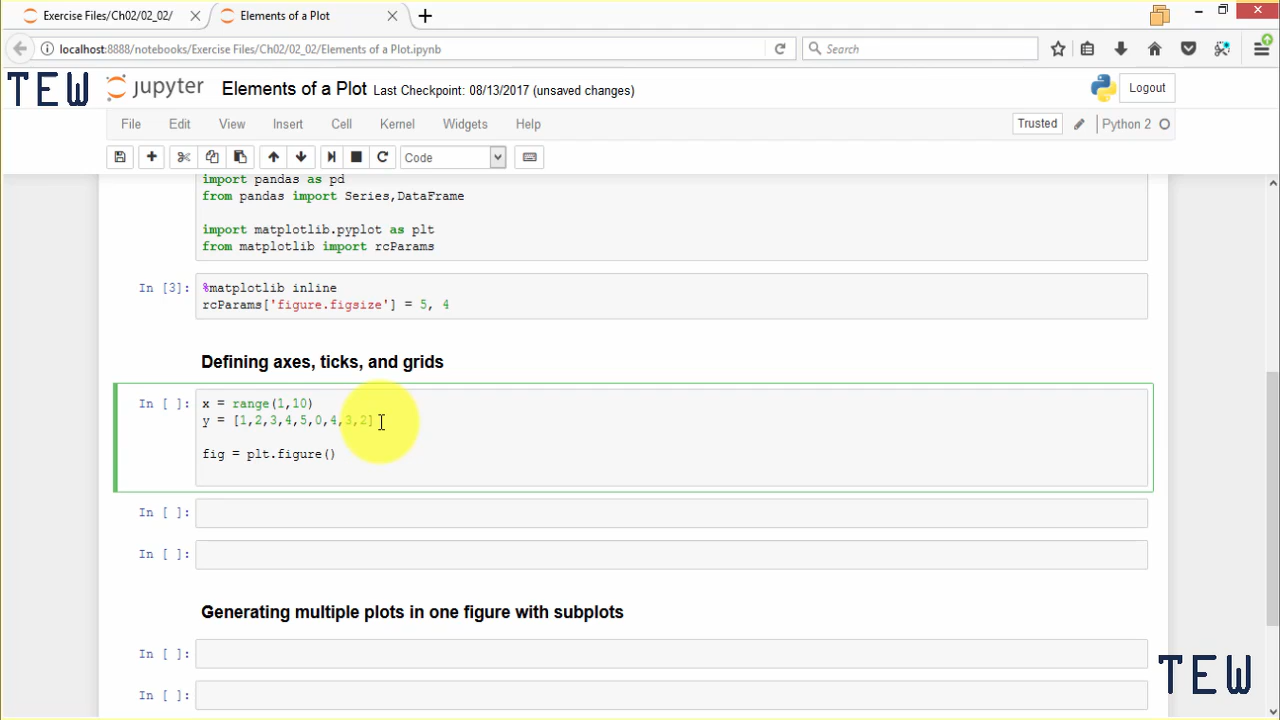 Exercise Files/Ch02/02_02/
Elements of a Plot
localhost:8888/notebooks/Exercise Files/Ch02/02_02/Elements of a Plot.ipynb
Search
TEW
jupyter
Elements of a Plot Last Checkpoint: 08/13/2017 (unsaved changes)
Logout
File Edit View Insert Cell Kernel Widgets Help
Trusted
Python 2
Code
import pandas as pd
from pandas import Series,DataFrame
import matplotlib.pyplot as plt
from matplotlib import rcParams
In [3]: %matplotlib inline
rcParams['figure.figsize'] = 5, 4
Defining axes, ticks, and grids
In [ ]: x = range(1,10)
y = [1,2,3,4,5,0,4,3,2]
fig = plt.figure()
In [ ]:
In [ ]:
Generating multiple plots in one figure with subplots
In [ ]:
In [ ]:
TEW